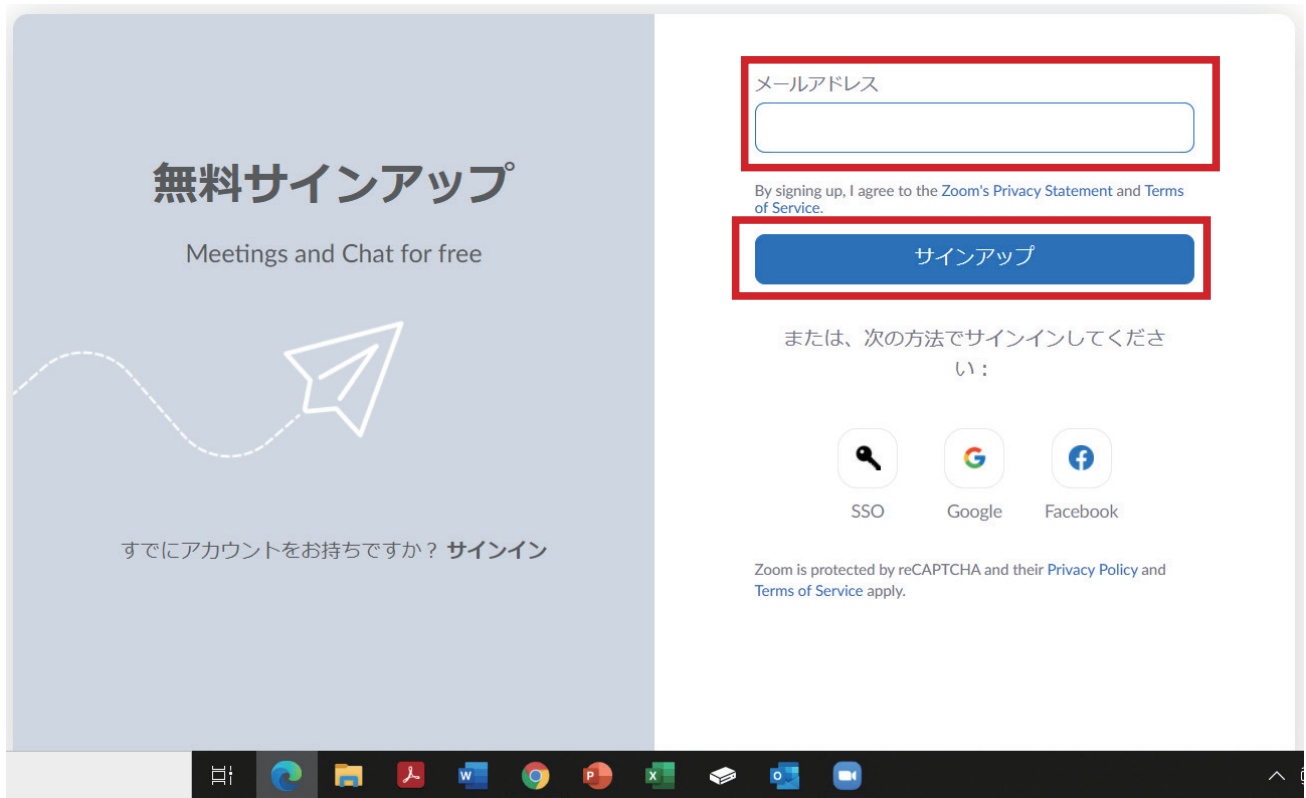 無料サインアップ
Meetings and Chat for free
すでにアカウントをお持ちですか？ サインイン
メールアドレス
By signing up, I agree to the Zoom's Privacy Statement and Terms
of Service.
サインアップ
または、次の方法でサインインしてくださ
い：
SSO Google Facebook
Zoom is protected by reCAPTCHA and their Privacy Policy and
Terms of Service apply.